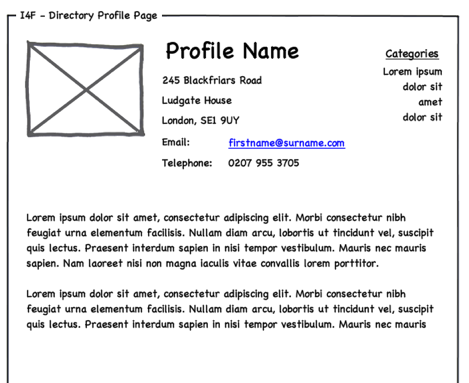 I4F - Directory Profile Page
Profile Name
245 Blackfriars Road
Ludgate House
London, SE1 9UY
Email: firstname@surname.com
Telephone: 0207 955 3705
Categories
Lorem ipsum
dolor sit
amet
dolor sit
Lorem ipsum dolor sit amet, consectetur adipiscing elit. Morbi consectetur nibh
feugiat urna elementum facilisis. Nullam diam arcu, lobortis ut tincidunt vel, suscipit
quis lectus. Praesent interdum sapien in nisi tempor vestibulum. Mauris nec mauris
sapien. Nam laoreet nisi non magna iaculis vitae convallis lorem porttitor.
Lorem ipsum dolor sit amet, consectetur adipiscing elit. Morbi consectetur nibh
feugiat urna elementum facilisis. Nullam diam arcu, lobortis ut tincidunt vel, suscipit
quis lectus. Praesent interdum sapien in nisi tempor vestibulum. Mauris nec mauris